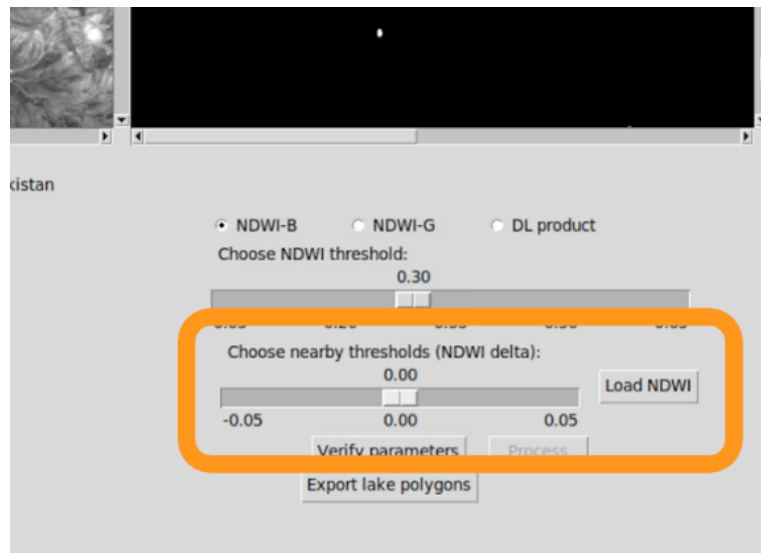 kistan
NDWI-B NDWI-G DL product
Choose NDWI threshold:
0.30
Choose nearby thresholds (NDWI delta):
0.00
Load NDWI
-0.05 0.00 0.05
Verify parameters Process
Export lake polygons